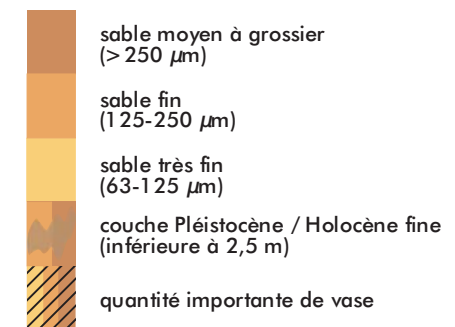 sable moyen à grossier
(> 250 µm)
sable fin
(125-250 µm)
sable très fin
(63-125 µm)
couche Pléistocène / Holocène fine
(inférieure à 2,5 m)
quantité importante de vase